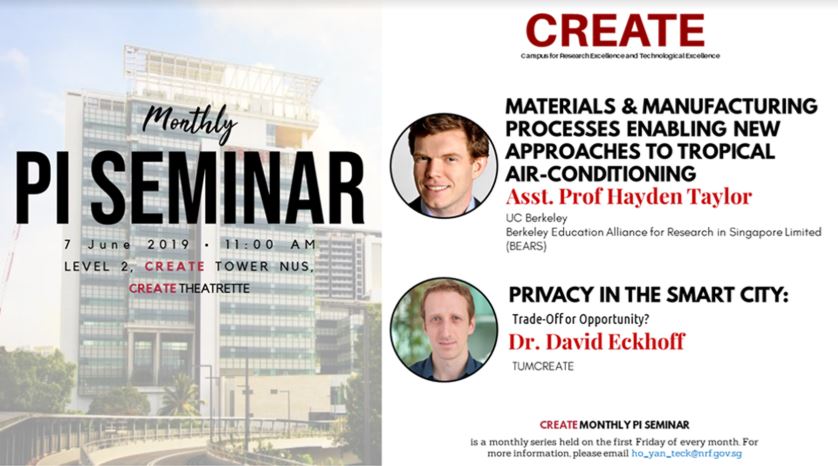 Monthly
PI SEMINAR
7 June 2019 • 11:00 AM
LEVEL 2, CREATE TOWER NUS,
CREATE THEATRETTE
CREATE
Campus for Research Excellence and Technological Excellence
MATERIALS & MANUFACTURING
PROCESSES ENABLING NEW
APPROACHES TO TROPICAL
AIR-CONDITIONING
Asst. Prof Hayden Taylor
UC Berkeley
Berkeley Education Alliance for Research in Singapore Limited
(BEARS)
PRIVACY IN THE SMART CITY:
Trade-Off or Opportunity?
Dr. David Eckhoff
TUMCREATE
CREATE MONTHLY PI SEMINAR
is a monthly series held on the first Friday of every month. For
more information, please email ho_yan_teck@nrf.gov.sg